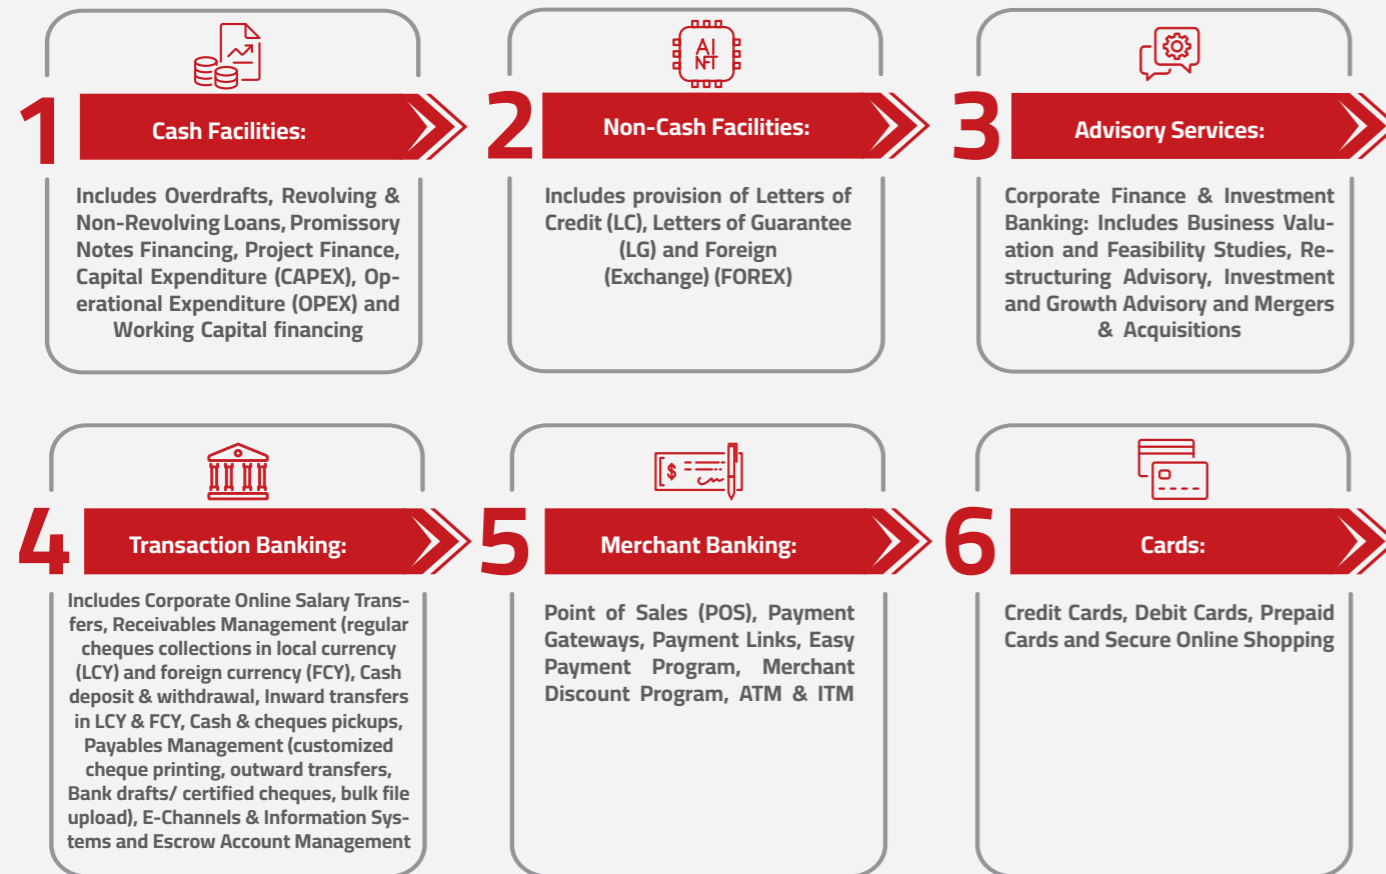 1
Cash Facilities:
Includes Overdrafts, Revolving &
Non-Revolving Loans, Promissory
Notes Financing, Project Finance,
Capital Expenditure (CAPEX), Op-
erational Expenditure (OPEX) and
Working Capital financing
AI
NFT
2
Non-Cash Facilities:
Includes provision of Letters of
Credit (LC), Letters of Guarantee
(LG) and Foreign
(Exchange) (FOREX)
3
Advisory Services:
Corporate Finance & Investment
Banking: Includes Business Valu-
ation and Feasibility Studies, Re-
structuring Advisory, Investment
and Growth Advisory and Mergers
& Acquisitions
4
Transaction Banking:
Includes Corporate Online Salary Trans-
fers, Receivables Management (regular
cheques collections in local currency
(LCY) and foreign currency (FCY), Cash
deposit & withdrawal, Inward transfers
in LCY & FCY, Cash & cheques pickups,
Payables Management (customized
cheque printing, outward transfers,
Bank drafts/ certified cheques, bulk file
upload), E-Channels & Information Sys-
tems and Escrow Account Management
$
5
Merchant Banking:
Point of Sales (POS), Payment
Gateways, Payment Links, Easy
Payment Program, Merchant
Discount Program, ATM & ITM
6
Cards:
Credit Cards, Debit Cards, Prepaid
Cards and Secure Online Shopping